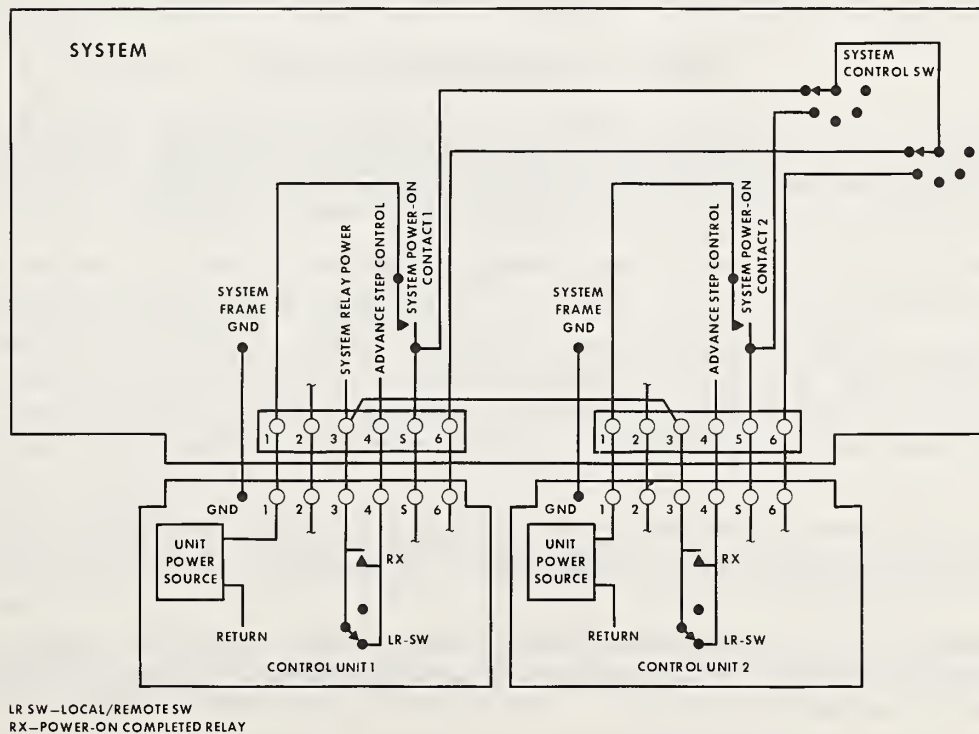 SYSTEM
SYSTEM
CONTROL SW
SYSTEM
FRAME
GND
SYSTEM RELAY POWER
ADVANCE STEP CONTROL
SYSTEM POWER-ON
CONTACT 1
SYSTEM
FRAME
GND
ADVANCE STEP CONTROL
SYSTEM POWER-ON
CONTACT 2
1 2 3 4 S 6
1 2 3 4 5 6
GND 1 2 3 4 S 6
GND 1 2 3 4 S 6
UNIT
POWER
SOURCE
RX
RETURN
LR-SW
CONTROL UNIT 1
UNIT
POWER
SOURCE
RX
RETURN
LR-SW
CONTROL UNIT 2
LR SW—LOCAL/REMOTE SW
RX—POWER-ON COMPLETED RELAY